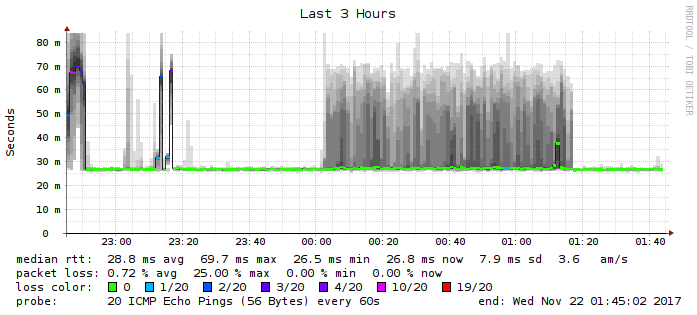 Last 3 Hours
RRDTOOL / TOBI OETIKER
Seconds
80 m
70 m
60 m
50 m
40 m
30 m
20 m
10 m
0
23:00 23:20 23:40 00:00 00:20 00:40 01:00 01:20 01:40
median rtt: 28.8 ms avg 69.7 ms max 26.5 ms min 26.8 ms now 7.9 ms sd 3.6 am/s
packet loss: 0.72 % avg 25.00 % max 0.00 % min 0.00 % now
loss color: 0 1/20 2/20 3/20 4/20 10/20 19/20
probe: 20 ICMP Echo Pings (56 Bytes) every 60s end: Wed Nov 22 01:45:02 2017